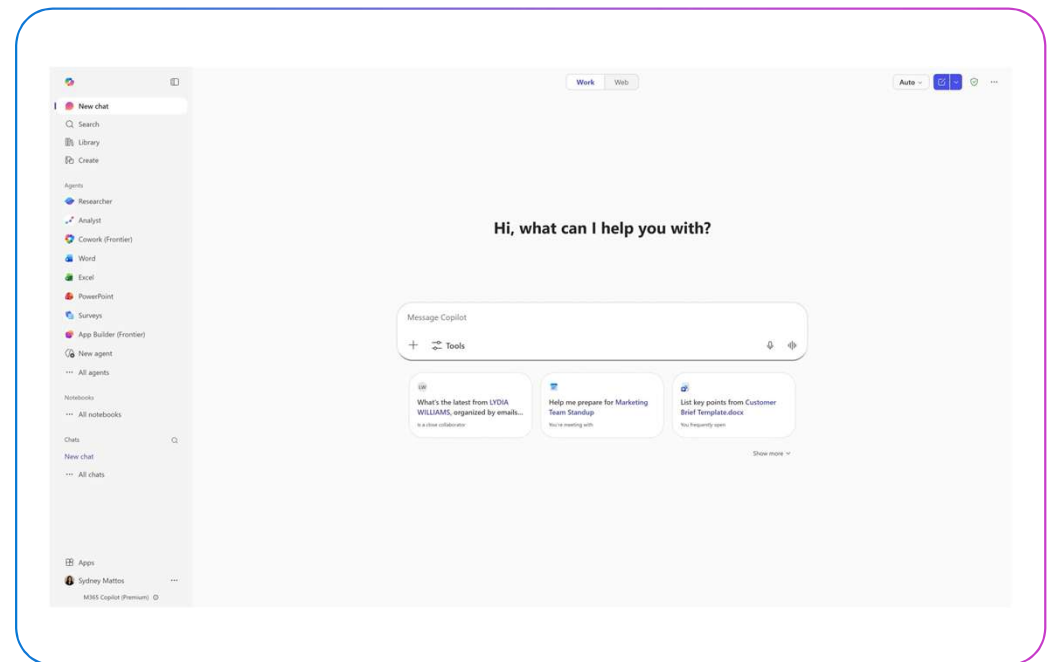 Work
Web
Auto
New chat
Search
Library
Create
Agents
Researcher
Analyst
Cowork (Frontier)
Word
Excel
PowerPoint
Surveys
App Builder (Frontier)
New agent
All agents
Notebooks
All notebooks
Chats
New chat
All chats
Apps
Sydney Mattos
M365 Copilot (Premium)
Hi, what can I help you with?
Message Copilot
Tools
LW
What's the latest from LYDIA
WILLIAMS, organized by emails...
Is a close collaborator
Help me prepare for Marketing
Team Standup
You're meeting with
List key points from Customer
Brief Template.docx
You frequently open
Show more